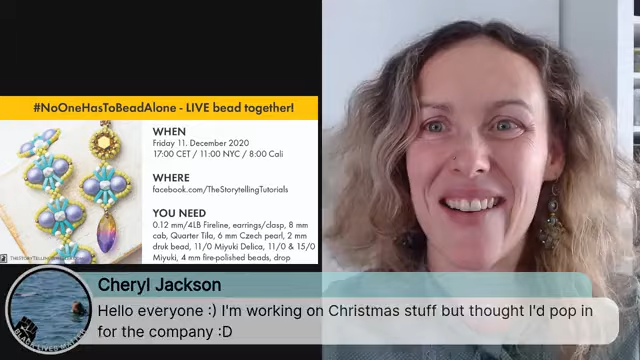 #NoOneHasToBeadAlone - LIVE bead together!
WHEN
Friday 11. December 2020
17:00 CET / 11:00 NYC / 8:00 Cali
WHERE
facebook.com/TheStorytellingTutorials
YOU NEED
0.12 mm/4LB Fireline, earrings/clasp, 8 mm
cab, Quarter Tila, 6 mm Czech pearl, 2 mm
druk bead, 11/0 Miyuki Delica, 11/0 & 15/0
Miyuki, 4 mm fire-polished beads, drop
Cheryl Jackson
Hello everyone :) I'm working on Christmas stuff but thought I'd pop in
for the company :D
BLACK LIVES MATTER